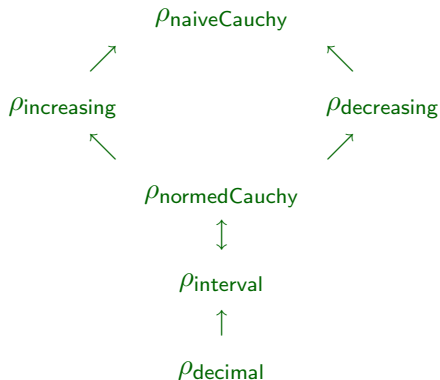 ρnaiveCauchy
ρincreasing ρdecreasing
ρnormedCauchy
ρinterval
ρdecimal